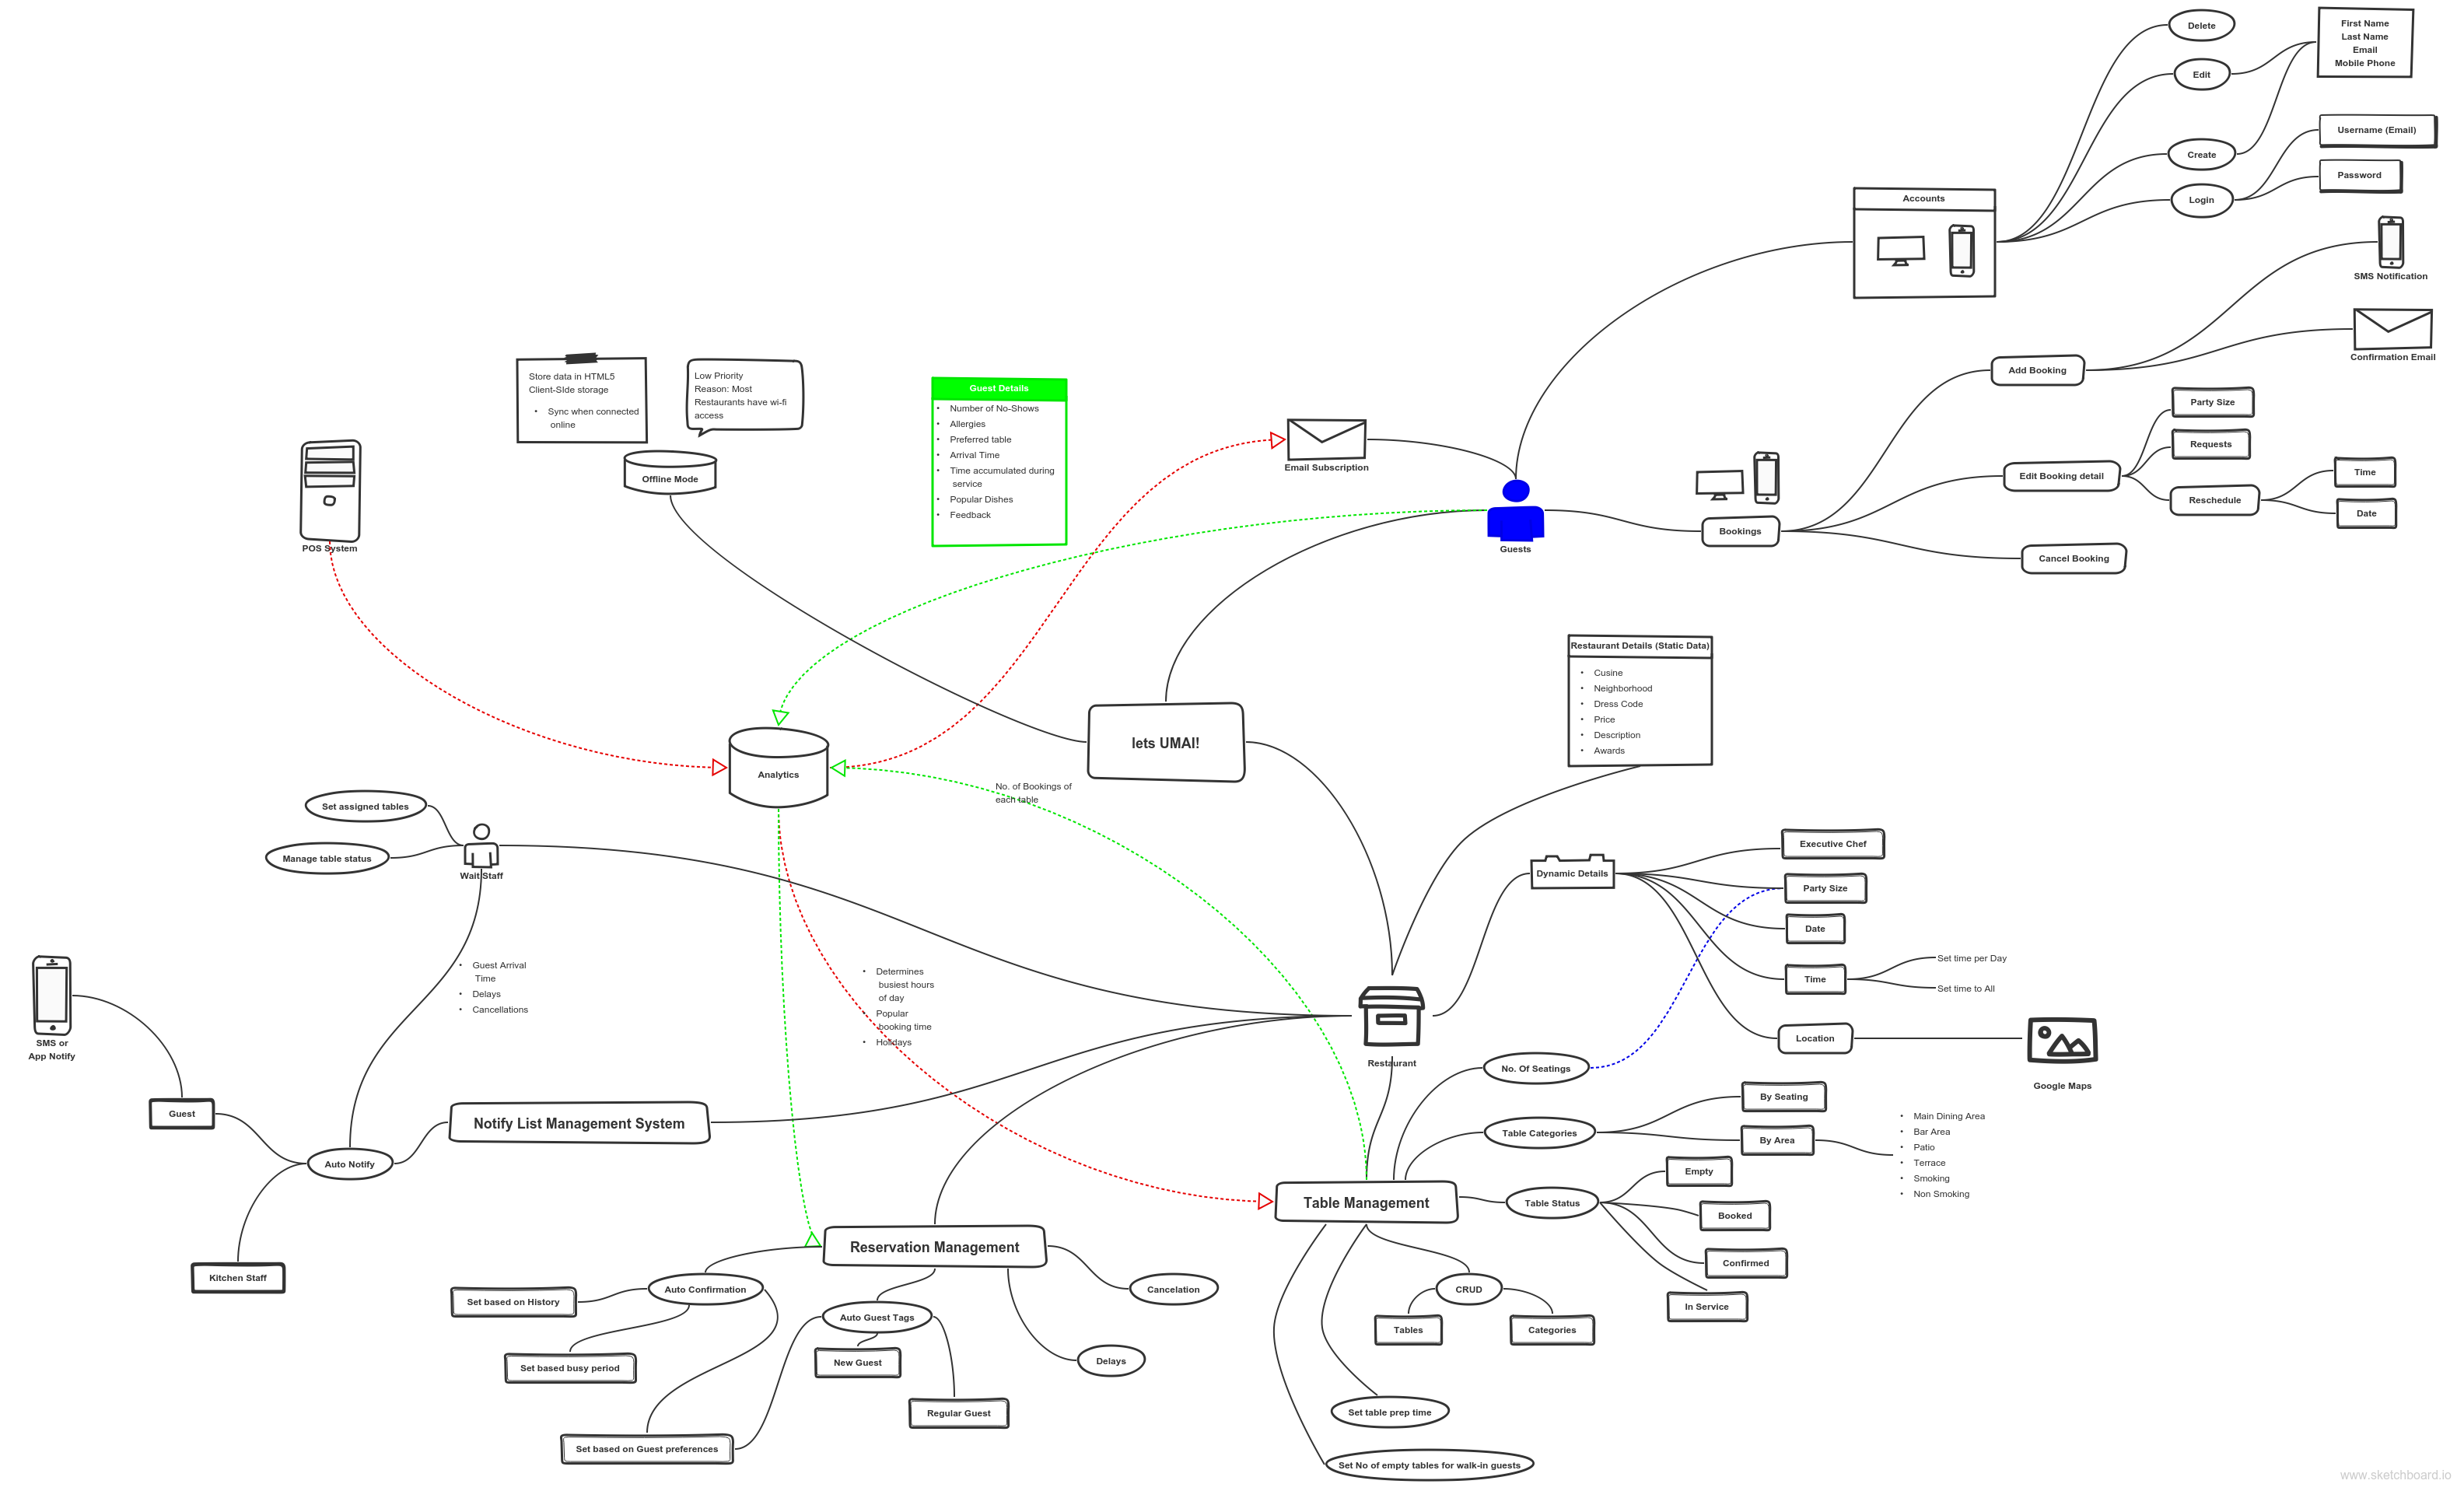 Delete
First Name
Last Name
Email
Mobile Phone
Edit
Username (Email)
Create
Password
Login
Accounts
SMS Notification
Confirmation Email
Add Booking
Store data in HTML5
Client-SIde storage
• Sync when connected
online
Low Priority
Reason: Most
Restaurants have wi-fi
access
Guest Details
• Number of No-Shows
• Allergies
• Preferred table
• Arrival Time
• Time accumulated during
service
• Popular Dishes
• Feedback
Party Size
Requests
Email Subscription
Offline Mode
Edit Booking detail
Time
Reschedule
Date
Bookings
POS System
Guests
Cancel Booking
Restaurant Details (Static Data)
• Cusine
• Neighborhood
• Dress Code
• Price
• Description
• Awards
lets UMAI!
Analytics
No. of Bookings of
each table
Set assigned tables
Manage table status
Wait Staff
Executive Chef
Dynamic Details
Party Size
Date
Set time per Day
Time
Set time to All
• Guest Arrival
Time
• Delays
• Cancellations
• Determines
busiest hours
of day
• Popular
booking time
• Holidays
SMS or
App Notify
Location
Restaurant
Google Maps
No. Of Seatings
By Seating
Guest
Notify List Management System
Table Categories
By Area
• Main Dining Area
• Bar Area
• Patio
• Terrace
• Smoking
• Non Smoking
Auto Notify
Empty
Table Management
Table Status
Booked
Reservation Management
Confirmed
Kitchen Staff
Auto Confirmation
Cancelation
CRUD
Set based on History
In Service
Auto Guest Tags
Tables
Categories
New Guest
Delays
Set based busy period
Regular Guest
Set table prep time
Set based on Guest preferences
Set No of empty tables for walk-in guests
www.sketchboard.io